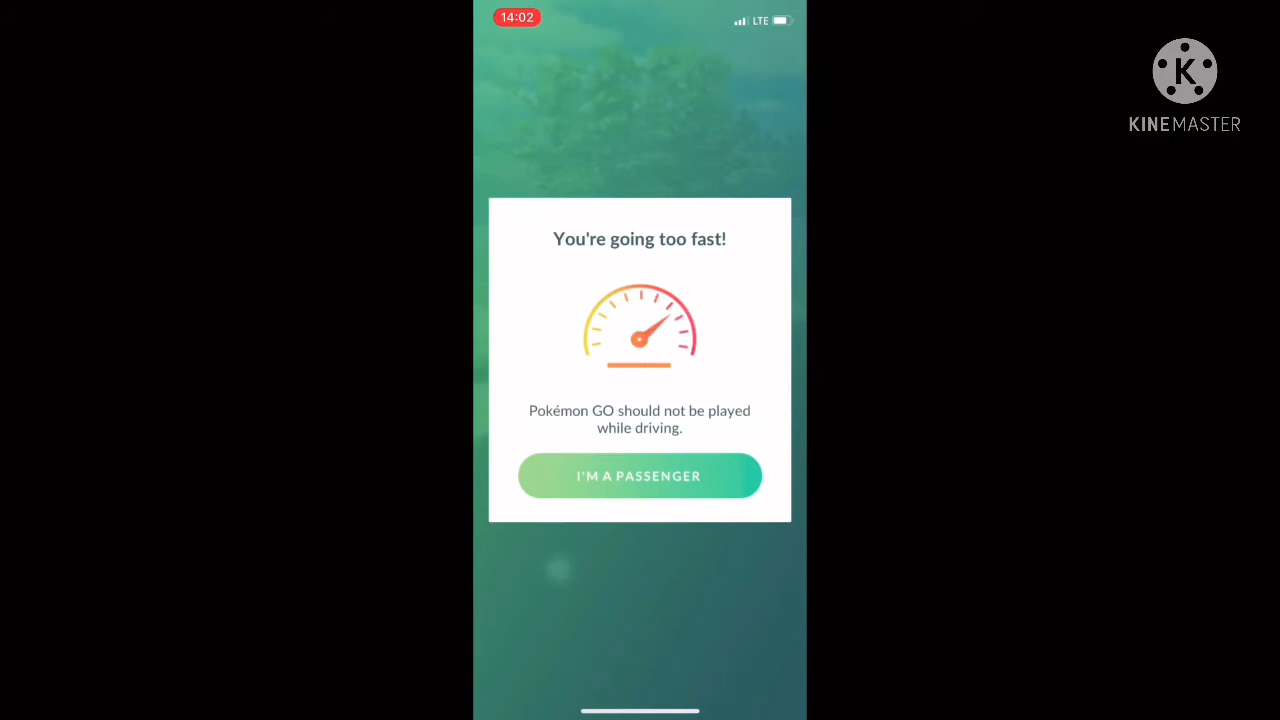 14:02
LTE
K
KINEMASTER
You're going too fast!
Pokémon GO should not be played
while driving.
I'M A PASSENGER